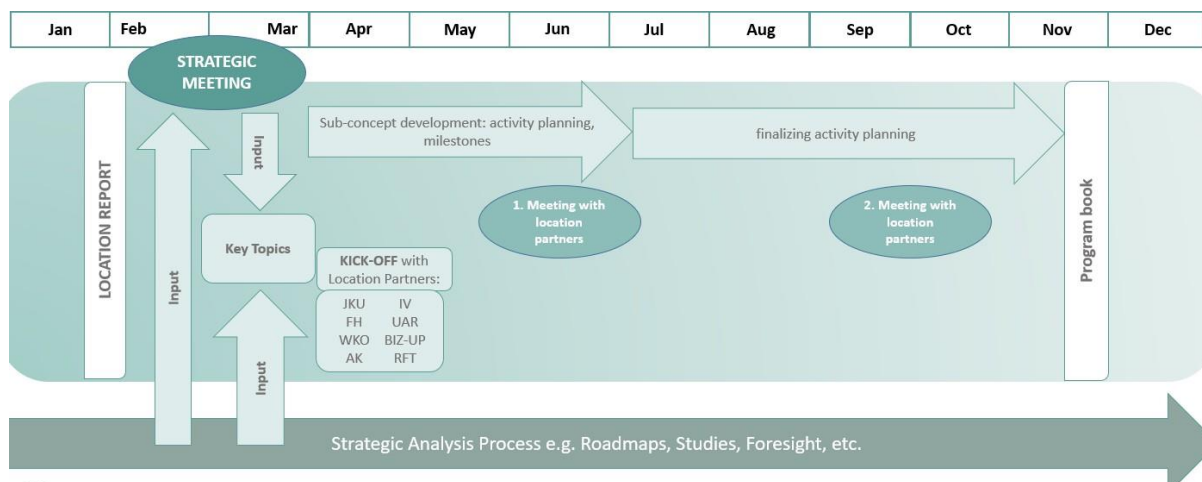 Jan Feb Mar Apr May Jun Jul Aug Sep Oct Nov Dec
STRATEGIC
MEETING
LOCATION REPORT
Input
Input
Key Topics
Input
Sub-concept development: activity planning,
milestones
finalizing activity planning
1. Meeting with
location
partners
2. Meeting with
location
partners
KICK-OFF with
Location Partners:
JKU IV
FH UAR
WKO BIZ-UP
AK RFT
Program book
Strategic Analysis Process e.g. Roadmaps, Studies, Foresight, etc.